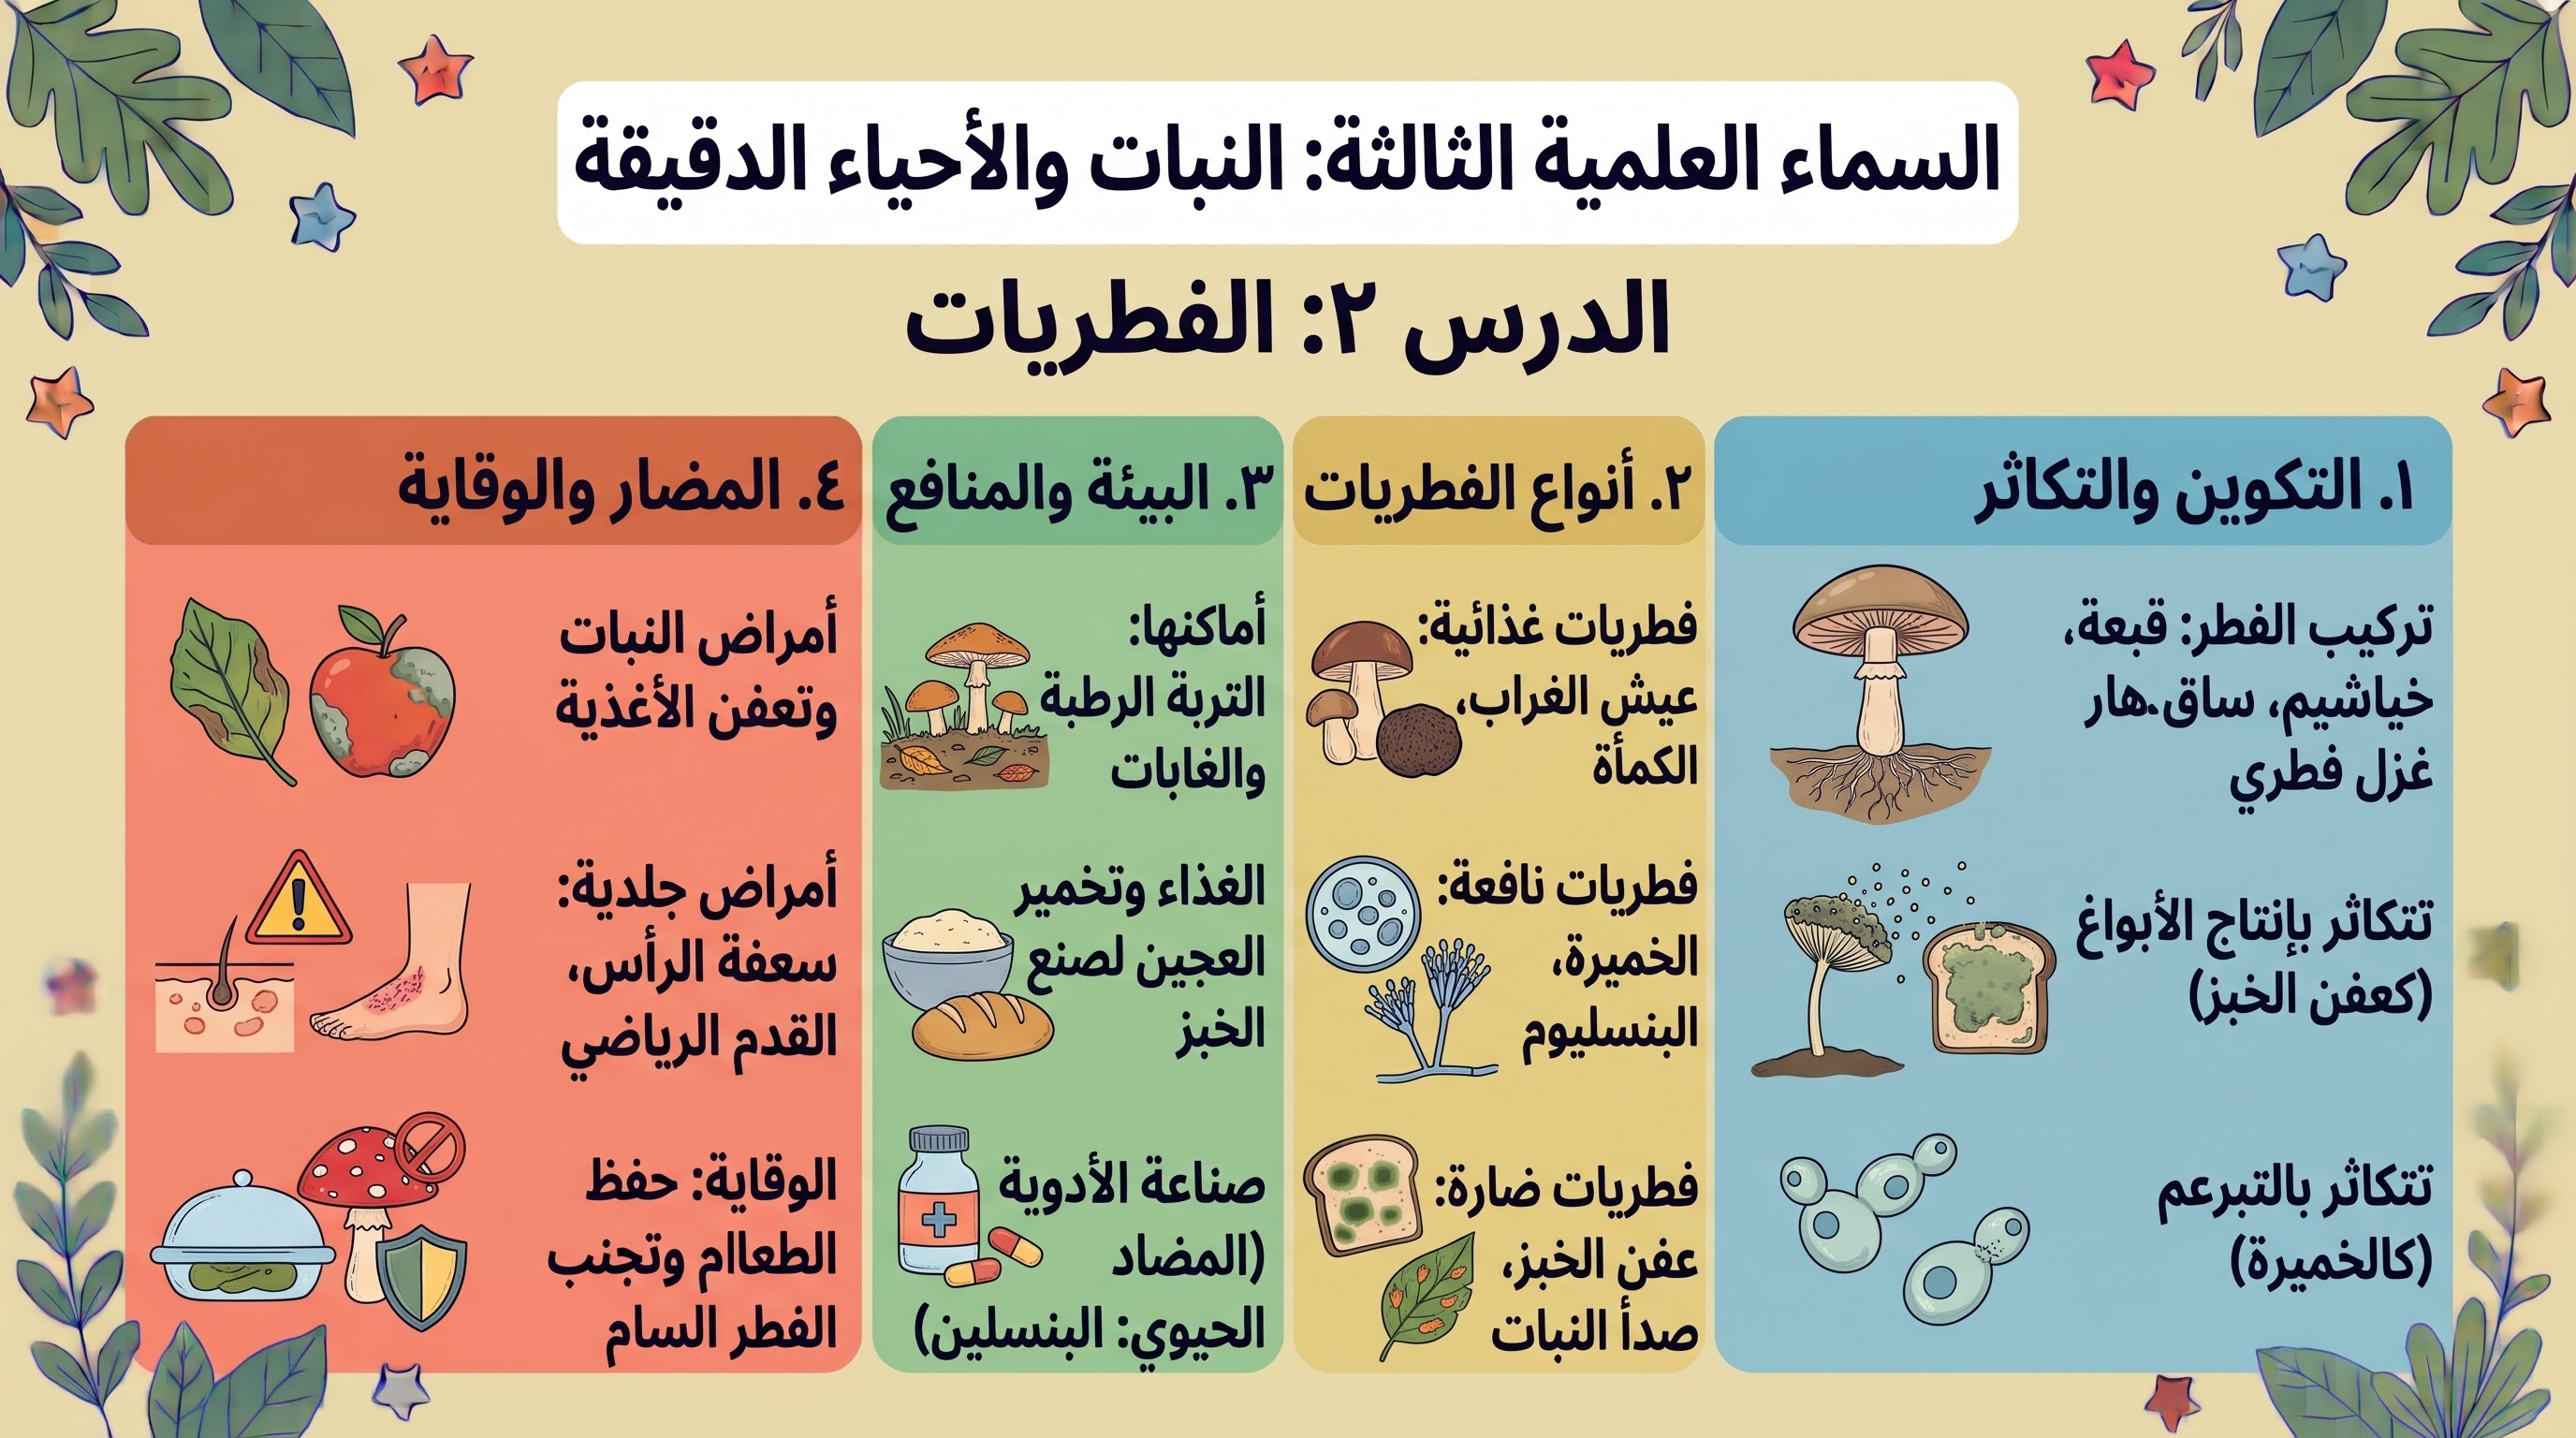 السماء العلمية الثالثة: النبات والأحياء الدقيقة
الدرس ٢: الفطريات
١. التكوين والتكاثر
تركيب الفطر: قبعة،
خياشيم، ساق.هار
غزل فطري
تتكاثر بإنتاج الأبواغ
(كعفن الخبز)
تتكاثر بالتبرعم
(كالخميرة)
٢. أنواع الفطريات
فطريات غذائية:
عيش الغراب،
الكمأة
فطريات نافعة:
الخميرة،
البنسليوم
فطريات ضارة:
عفن الخبز،
صدأ النبات
٣. البيئة والمنافع
أماكنها:
التربة الرطبة
والغابات
الغذاء وتخمير
العجين لصنع
الخبز
صناعة الأدوية
(المضاد
الحيوي: البنسلين)
٤. المضار والوقاية
أمراض النبات
وتعفن الأغذية
أمراض جلدية:
سعفة الرأس،
القدم الرياضي
الوقاية: حفظ
الطعاام وتجنب
الفطر السام